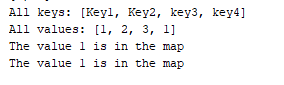 All keys: [Key1, Key2, key3, key4]
All values: [1, 2, 3, 1]
The value 1 is in the map
The value 1 is in the map